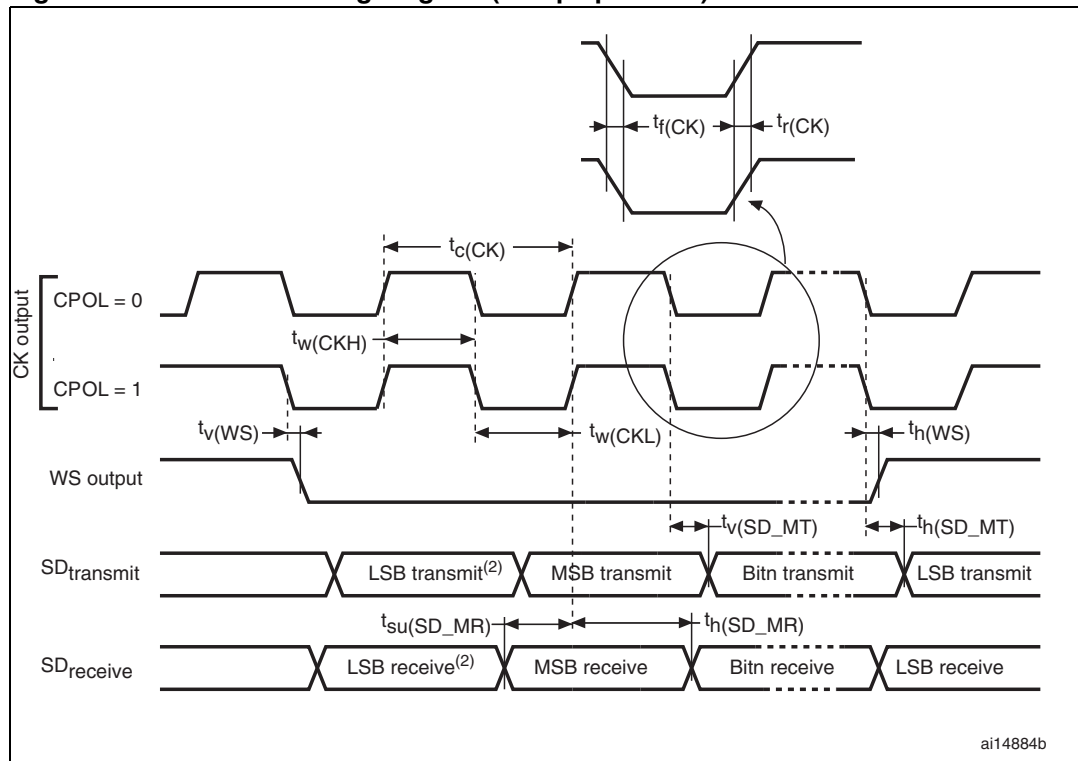 tf(CK)
tr(CK)
tc(CK)
CK output
CPOL = 0
tw(CKH)
CPOL = 1
tv(WS)
tw(CKL)
th(WS)
WS output
tv(SD_MT)
th(SD_MT)
SDtransmit
LSB transmit(2)
MSB transmit
Bitn transmit
LSB transmit
tsu(SD_MR)
th(SD_MR)
SDreceive
LSB receive(2)
MSB receive
Bitn receive
LSB receive
ai14884b